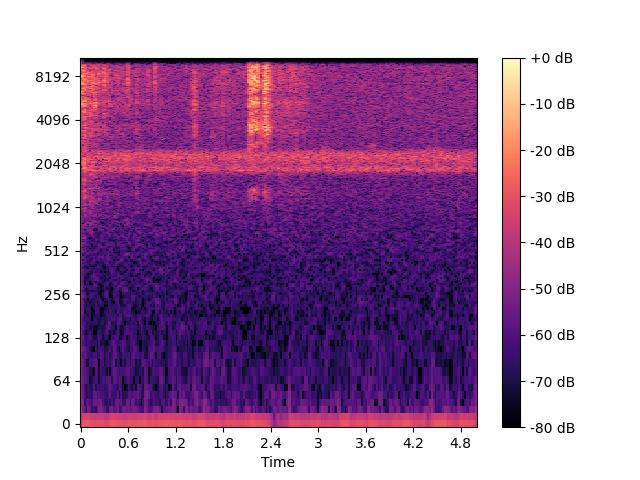 +0 dB
8192
-10 dB
4096
-20 dB
2048
-30 dB
1024
-40 dB
Hz
512
-50 dB
256
-60 dB
128
64
-70 dB
0
-80 dB
0 0.6 1.2 1.8 2.4 3 3.6 4.2 4.8
Time